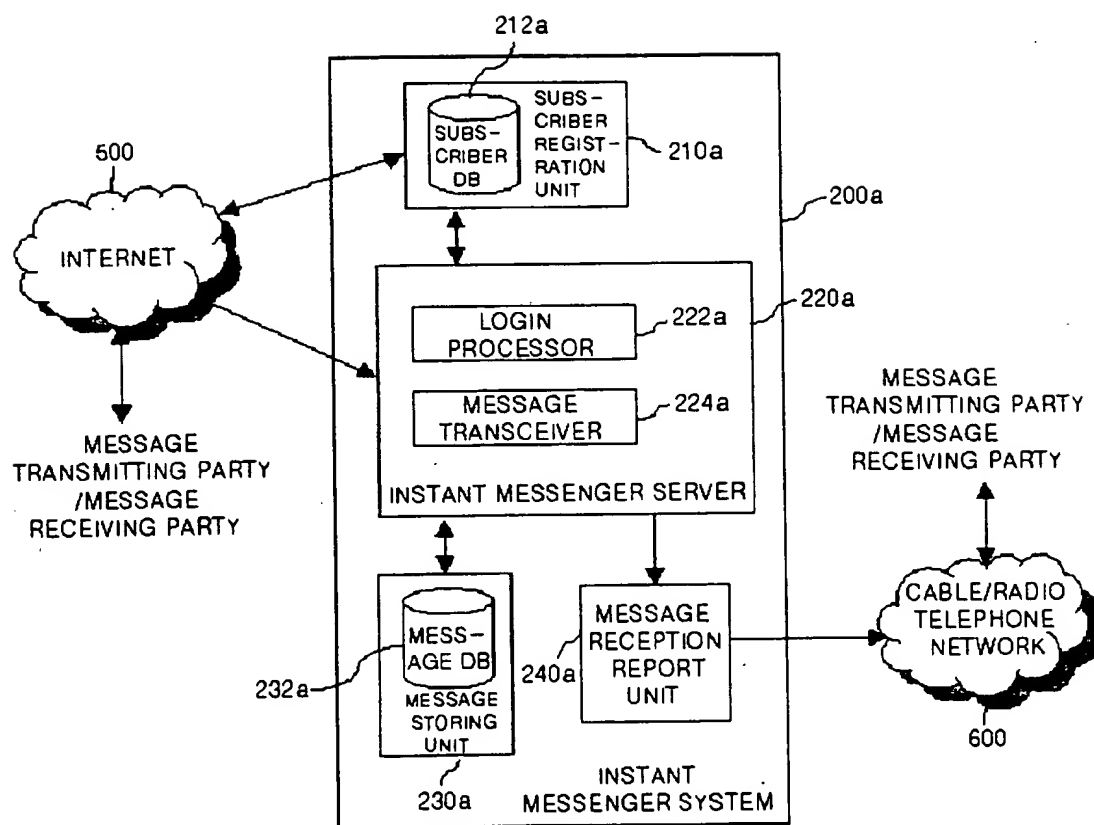 212a
SUBS-
CRIBER
DB
SUBS-
CRIBER
REGIST-
RATION
UNIT
210a
500
INTERNET
200a
220a
LOGIN
PROCESSOR
222a
MESSAGE
TRANSCEIVER
224a
INSTANT MESSENGER SERVER
MESSAGE
TRANSMITTING PARTY
/MESSAGE
RECEIVING PARTY
MESSAGE
TRANSMITTING PARTY
/MESSAGE
RECEIVING PARTY
MESS-
AGE DB
232a
MESSAGE
STORING
UNIT
230a
MESSAGE
RECEPTION
REPORT
UNIT
240a
CABLE/RADIO
TELEPHONE
NETWORK
600
INSTANT
MESSENGER SYSTEM